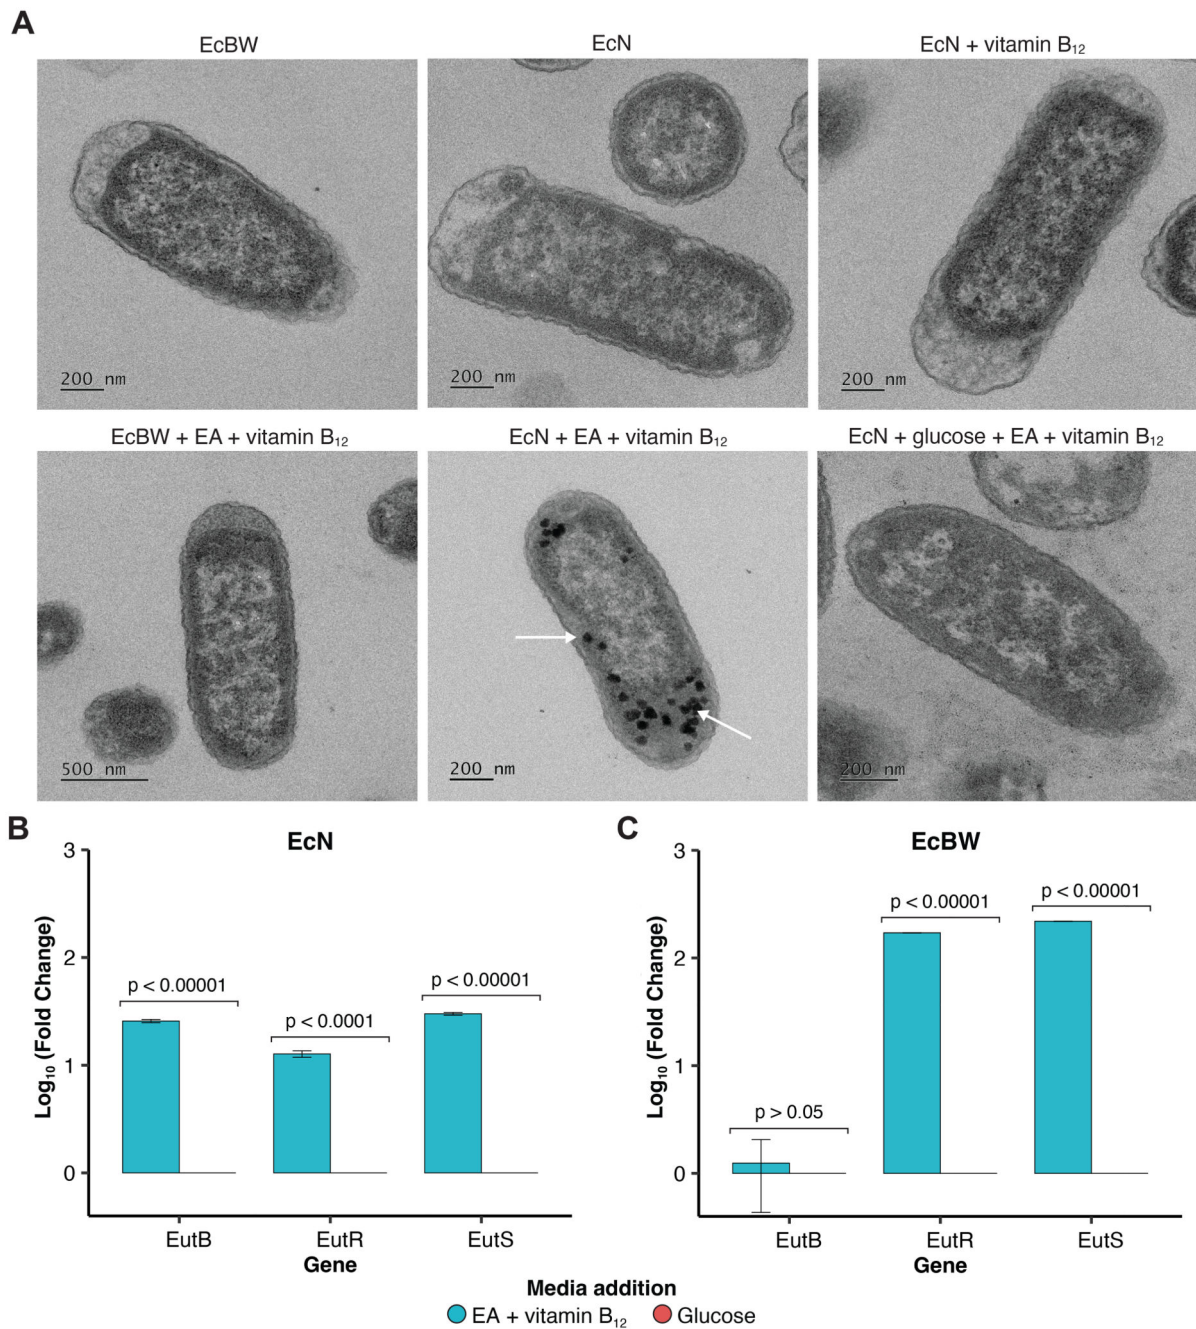 A
EcBW
EcN
EcN + vitamin B₁₂
200 nm
200 nm
200 nm
EcBW + EA + vitamin B₁₂
EcN + EA + vitamin B₁₂
EcN + glucose + EA + vitamin B₁₂
500 nm
200 nm
200 nm
B
EcN
Log₁₀ (Fold Change)
3
2
1
0
p < 0.00001
p < 0.0001
p < 0.00001
EutB
EutR
EutS
Gene
C
EcBW
Log₁₀ (Fold Change)
3
2
1
0
p > 0.05
p < 0.00001
p < 0.00001
EutB
EutR
EutS
Gene
Media addition
EA + vitamin B₁₂
Glucose